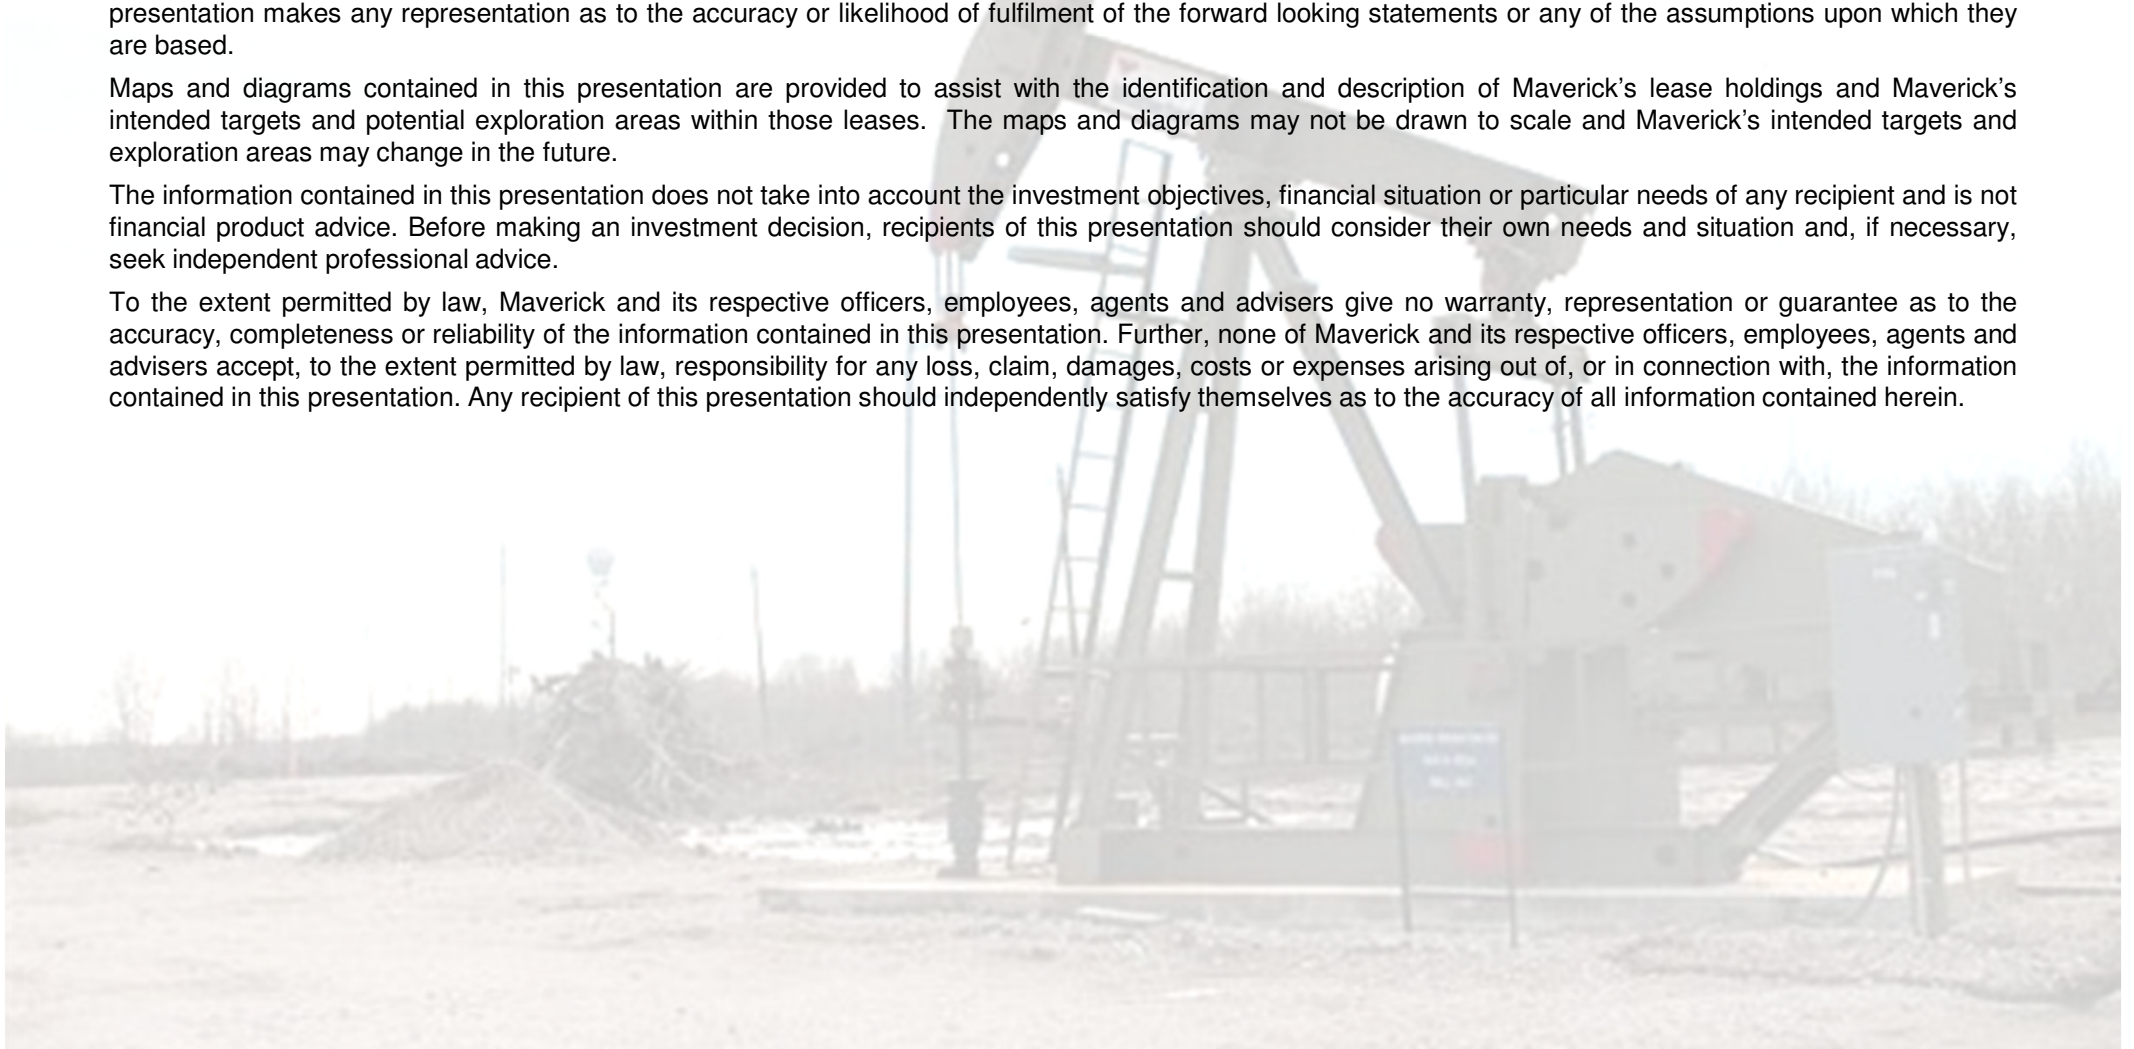 presentation makes any representation as to the accuracy or likelihood of fulfilment of the forward looking statements or any of the assumptions upon which they
are based.
Maps and diagrams contained in this presentation are provided to assist with the identification and description of Maverick’s lease holdings and Maverick’s
intended targets and potential exploration areas within those leases.  The maps and diagrams may not be drawn to scale and Maverick’s intended targets and
exploration areas may change in the future.
The information contained in this presentation does not take into account the investment objectives, financial situation or particular needs of any recipient and is not
financial product advice. Before making an investment decision, recipients of this presentation should consider their own needs and situation and, if necessary,
seek independent professional advice.
To the extent permitted by law, Maverick and its respective officers, employees, agents and advisers give no warranty, representation or guarantee as to the
accuracy, completeness or reliability of the information contained in this presentation. Further, none of Maverick and its respective officers, employees, agents and
advisers accept, to the extent permitted by law, responsibility for any loss, claim, damages, costs or expenses arising out of, or in connection with, the information
contained in this presentation. Any recipient of this presentation should independently satisfy themselves as to the accuracy of all information contained herein.